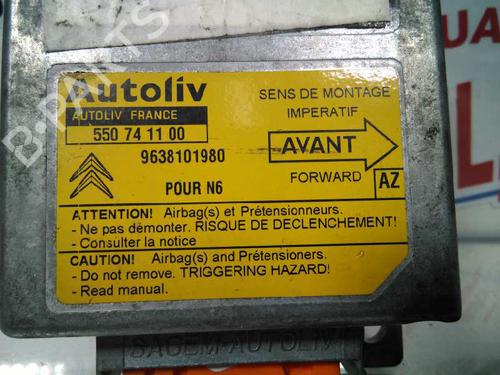 Autoliv
AUTOLIV FRANCE
550 74 11 00
9638101980
POUR N6
SENS DE MONTAGE
IMPERATIF
AVANT
FORWARD
AZ
ATTENTION! Airbag(s) et Prétensionneurs.
- Ne pas démonter. RISQUE DE DECLENCHEMENT!
- Consulter la notice
CAUTION! Airbag(s) and Prétensioners.
- Do not remove. TRIGGERING HAZARD!
- Read manual.
SAGEM-AUTOLIV
B-PARTS